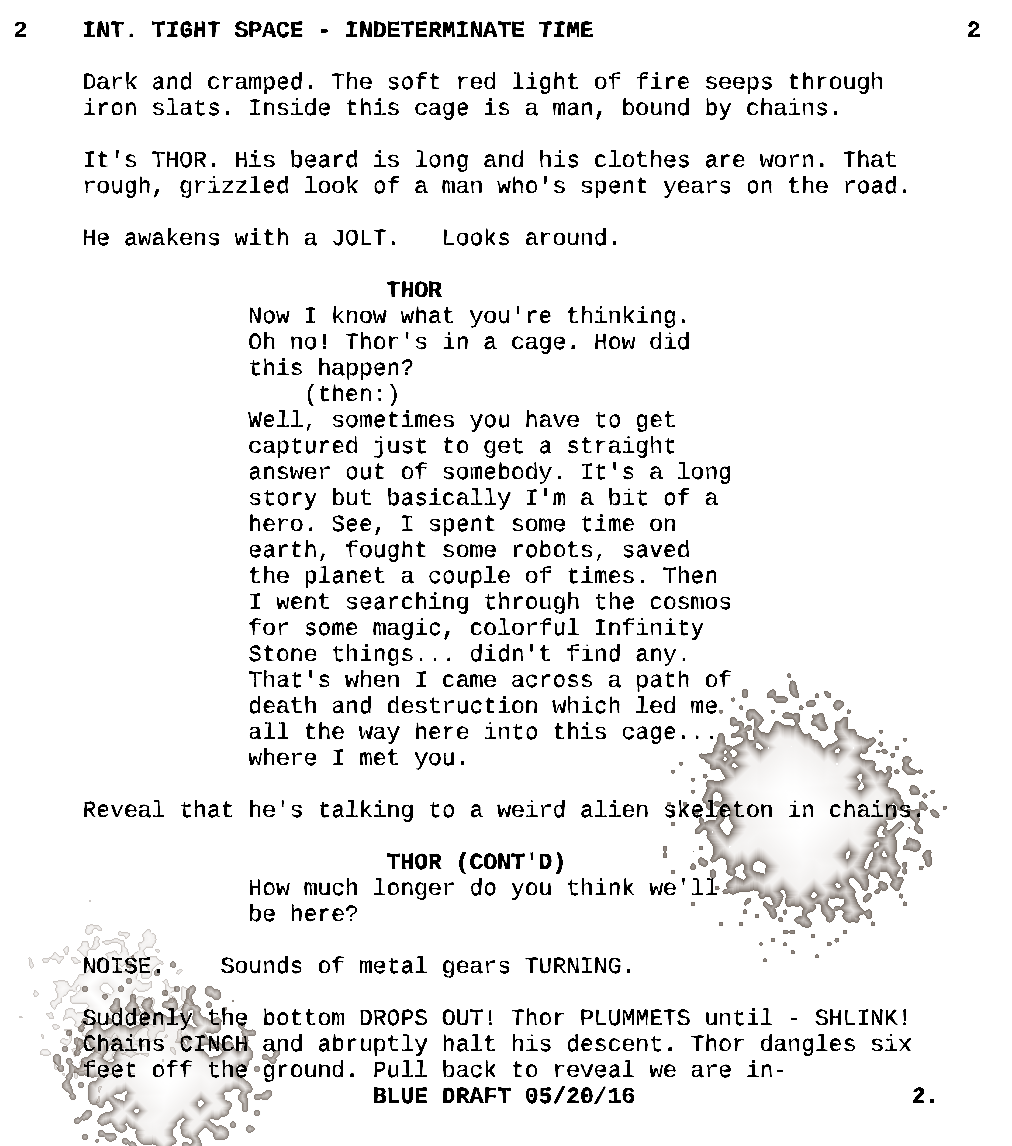 2 INT. TIGHT SPACE - INDETERMINATE TIME 2
Dark and cramped. The soft red light of fire seeps through
iron slats. Inside this cage is a man, bound by chains.
It's THOR. His beard is long and his clothes are worn. That
rough, grizzled look of a man who's spent years on the road.
He awakens with a JOLT. Looks around.
THOR
Now I know what you're thinking.
Oh no! Thor's in a cage. How did
this happen?
(then:)
Well, sometimes you have to get
captured just to get a straight
answer out of somebody. It's a long
story but basically I'm a bit of a
hero. See, I spent some time on
earth, fought some robots, saved
the planet a couple of times. Then
I went searching through the cosmos
for some magic, colorful Infinity
Stone things... didn't find any.
That's when I came across a path of
death and destruction which led me
all the way here into this cage...
where I met you.
Reveal that he's talking to a weird alien skeleton in chains.
THOR (CONT'D)
How much longer do you think we'll
be here?
NOISE. Sounds of metal gears TURNING.
Suddenly the bottom DROPS OUT! Thor PLUMMETS until - SHLINK!
Chains CINCH and abruptly halt his descent. Thor dangles six
feet off the ground. Pull back to reveal we are in-
BLUE DRAFT 05/20/16 2.